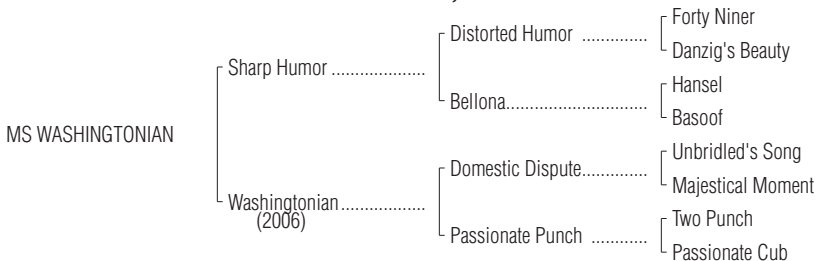 Forty Niner
Distorted Humor ..............
Danzig's Beauty
Sharp Humor .....................
Hansel
Bellona..............................
Basoof
MS WASHINGTONIAN
Unbridled's Song
Domestic Dispute..............
Majestical Moment
Washingtonian ...................
(2006)
Two Punch
Passionate Punch ............
Passionate Cub